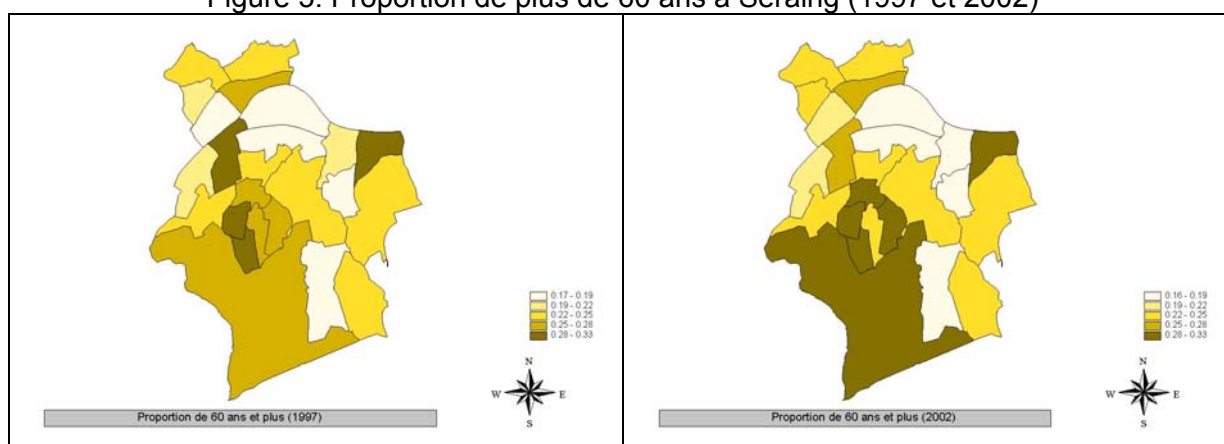 Figure 5. Proportion de plus de 60 ans à Seraing (1997 et 2002)
0.17 - 0.19
0.19 - 0.22
0.22 - 0.25
0.25 - 0.28
0.28 - 0.33
N
W E
S
Proportion de 60 ans et plus (1997)
0.16 - 0.19
0.19 - 0.22
0.22 - 0.25
0.25 - 0.28
0.28 - 0.33
N
W E
S
Proportion de 60 ans et plus (2002)